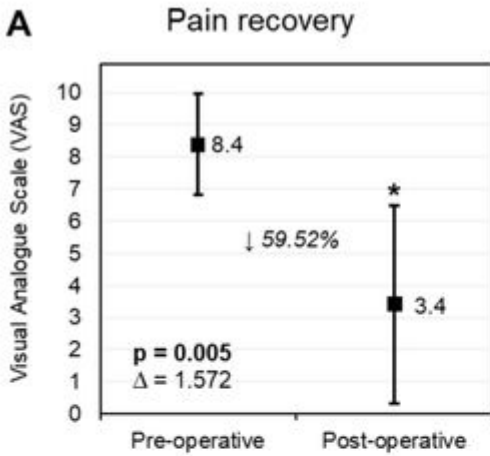 A
Pain recovery
Visual Analogue Scale (VAS)
10
9
8
7
6
5
4
3
2
1
0
8.4
*
↓ 59.52%
3.4
p = 0.005
Δ = 1.572
Pre-operative
Post-operative